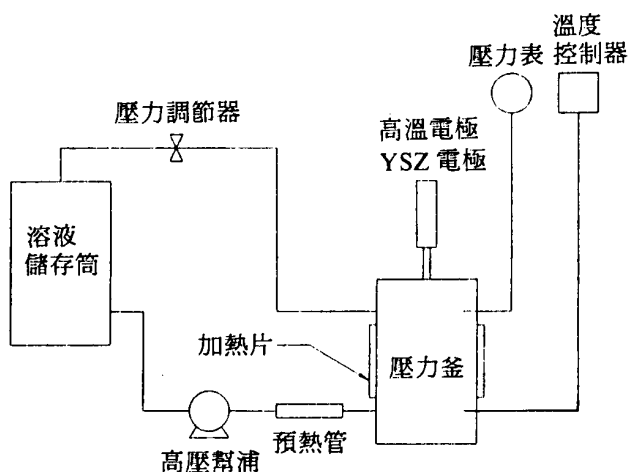 溫度
控制器
壓力表
壓力調節器
高溫電極
YSZ 電極
溶液
儲存筒
加熱片
壓力釜
預熱管
高壓幫浦